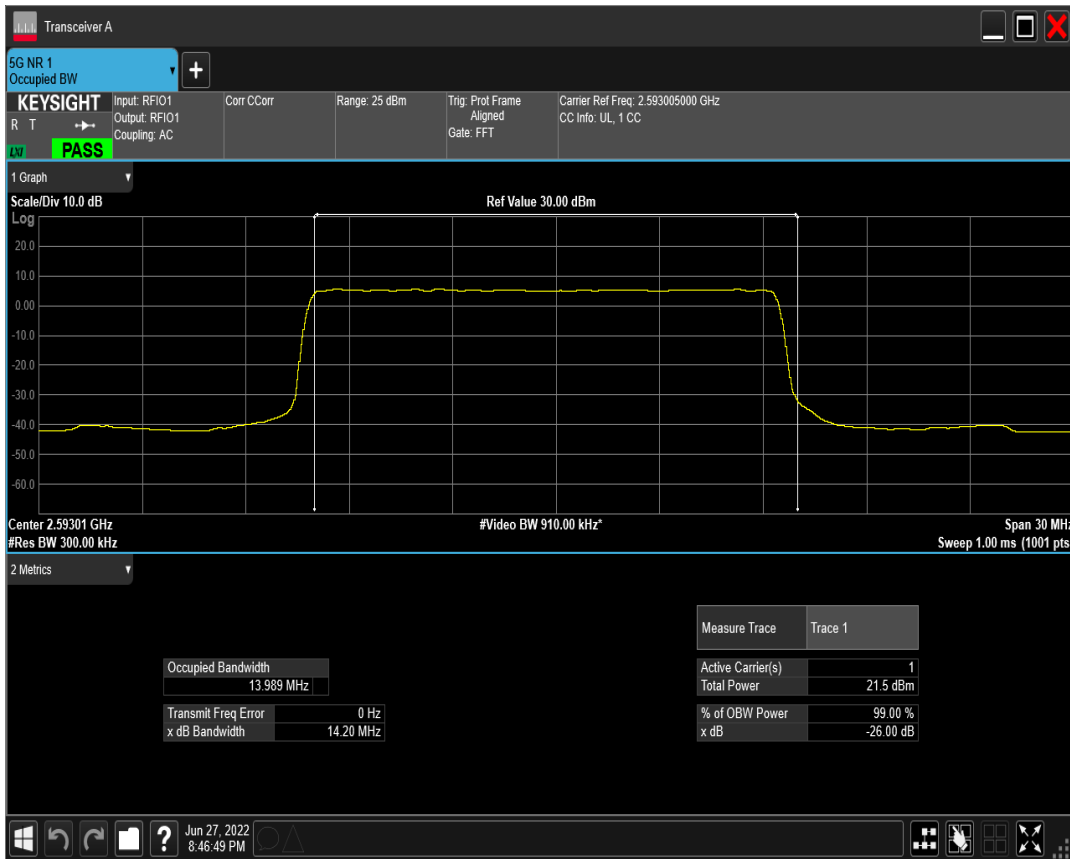 Transceiver A
5G NR 1
Occupied BW
+
KEYSIGHT
R T
LXI
PASS
Input: RFIO1
Output: RFIO1
Coupling: AC
Corr CCorr
Range: 25 dBm
Trig: Prot Frame
Aligned
Gate: FFT
Carrier Ref Freq: 2.593005000 GHz
CC Info: UL, 1 CC
1 Graph
Scale/Div 10.0 dB
Ref Value 30.00 dBm
Log
20.0
10.0
0.00
-10.0
-20.0
-30.0
-40.0
-50.0
-60.0
Center 2.59301 GHz
#Video BW 910.00 kHz*
Span 30 MHz
#Res BW 300.00 kHz
Sweep 1.00 ms (1001 pts
2 Metrics
Measure Trace Trace 1
Occupied Bandwidth
13.989 MHz
Active Carrier(s) 1
Total Power 21.5 dBm
Transmit Freq Error 0 Hz
x dB Bandwidth 14.20 MHz
% of OBW Power 99.00 %
x dB -26.00 dB
?
Jun 27, 2022
8:46:49 PM